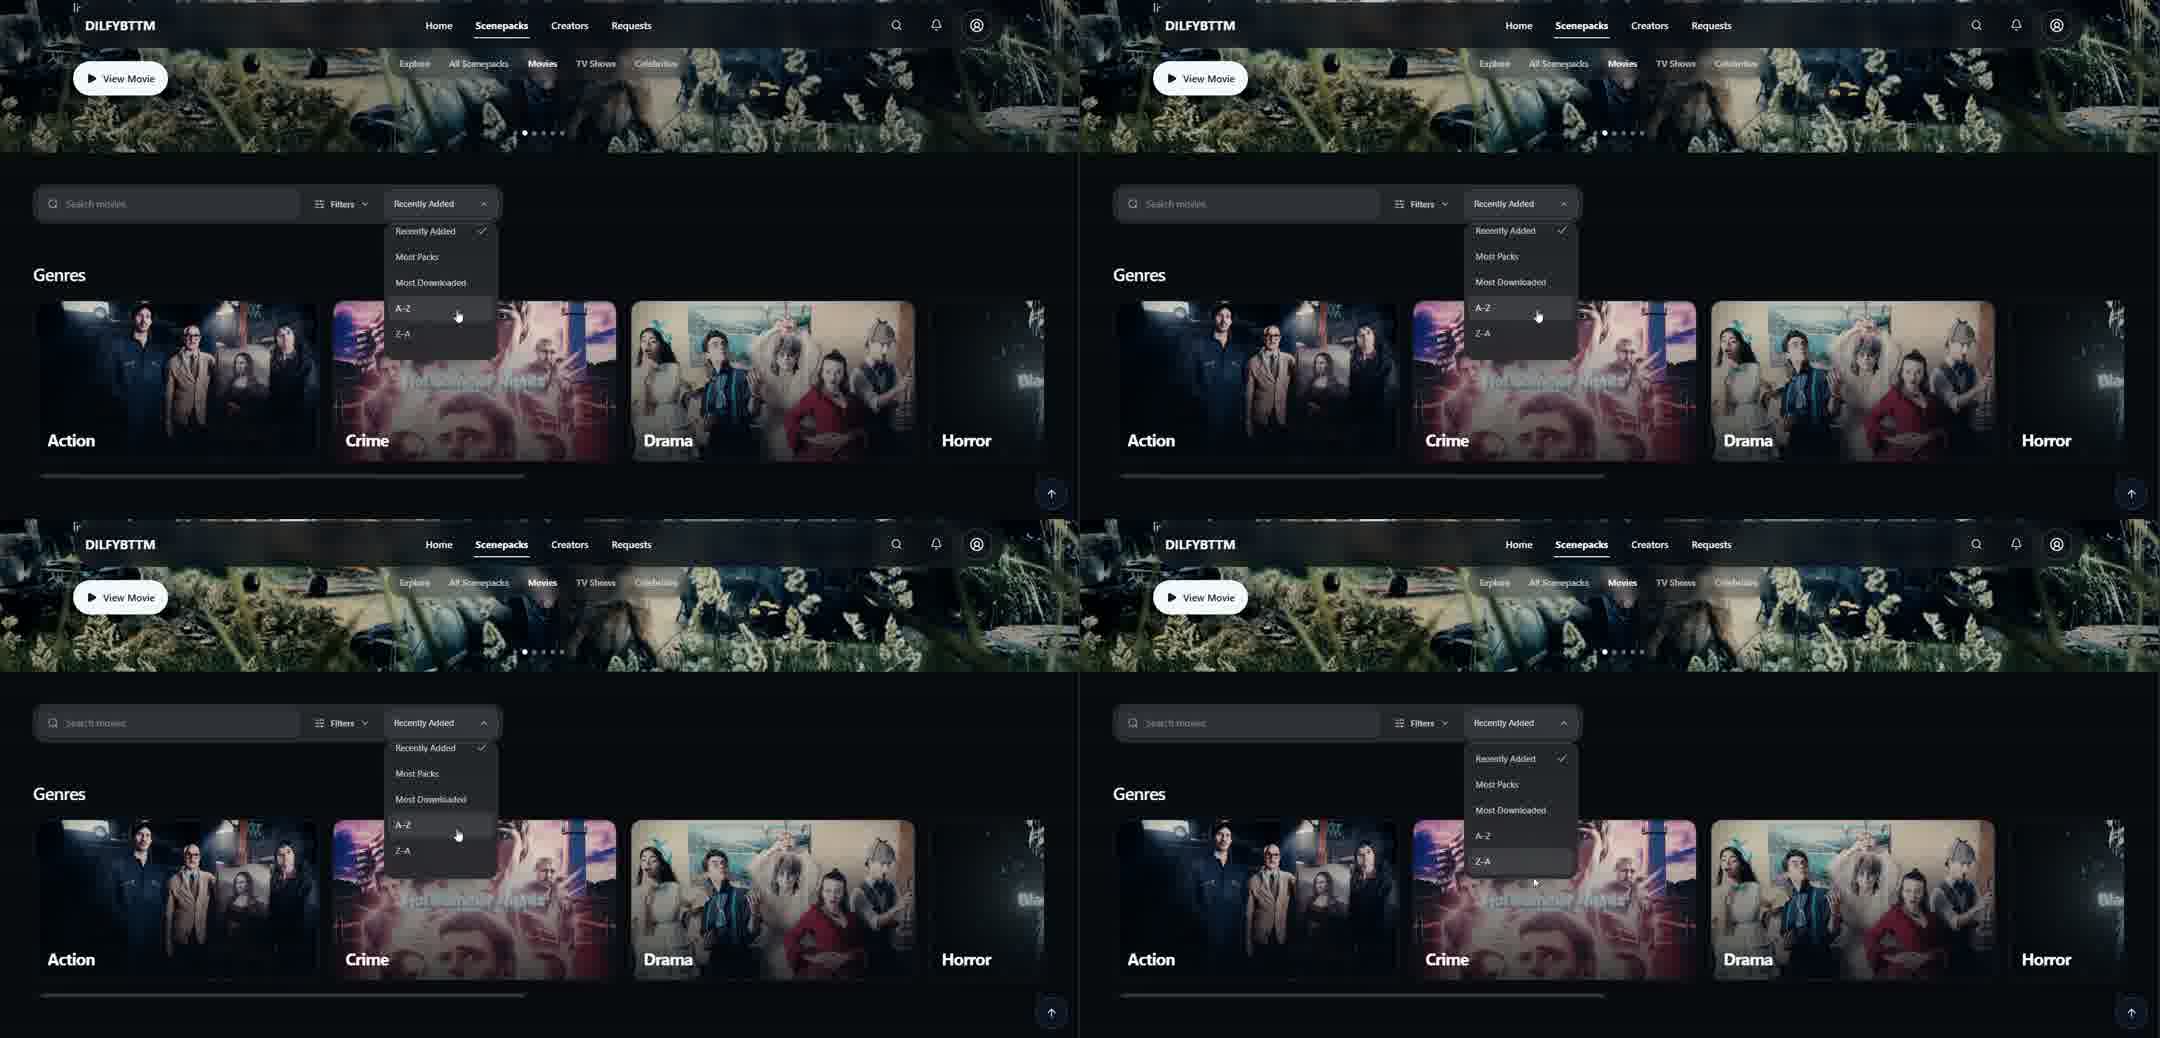 DILFYBTTM Home Scenepacks Creators Requests
Explore All Scenepacks Movies TV Shows Celebrities
View Movie
Search movies Filters Recently Added
Recently Added
Most Packs
Most Downloaded
A-Z
Z-A
Genres
Action Crime Drama Horror
DILFYBTTM Home Scenepacks Creators Requests
Explore All Scenepacks Movies TV Shows Celebrities
View Movie
Search movies Filters Recently Added
Recently Added
Most Packs
Most Downloaded
A-Z
Z-A
Genres
Action Crime Drama Horror
DILFYBTTM Home Scenepacks Creators Requests
Explore All Scenepacks Movies TV Shows Celebrities
View Movie
Search movies Filters Recently Added
Recently Added
Most Packs
Most Downloaded
A-Z
Z-A
Genres
Action Crime Drama Horror
DILFYBTTM Home Scenepacks Creators Requests
Explore All Scenepacks Movies TV Shows Celebrities
View Movie
Search movies Filters Recently Added
Recently Added
Most Packs
Most Downloaded
A-Z
Z-A
Genres
Action Crime Drama Horror